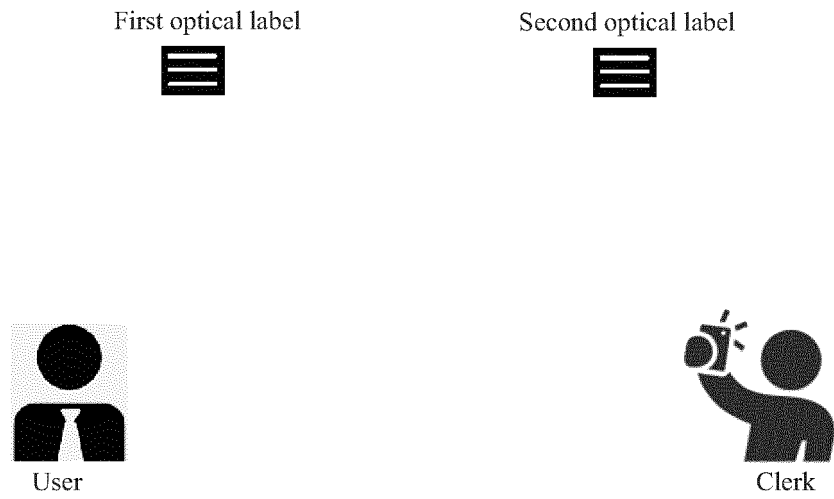 First optical label
Second optical label
User
Clerk